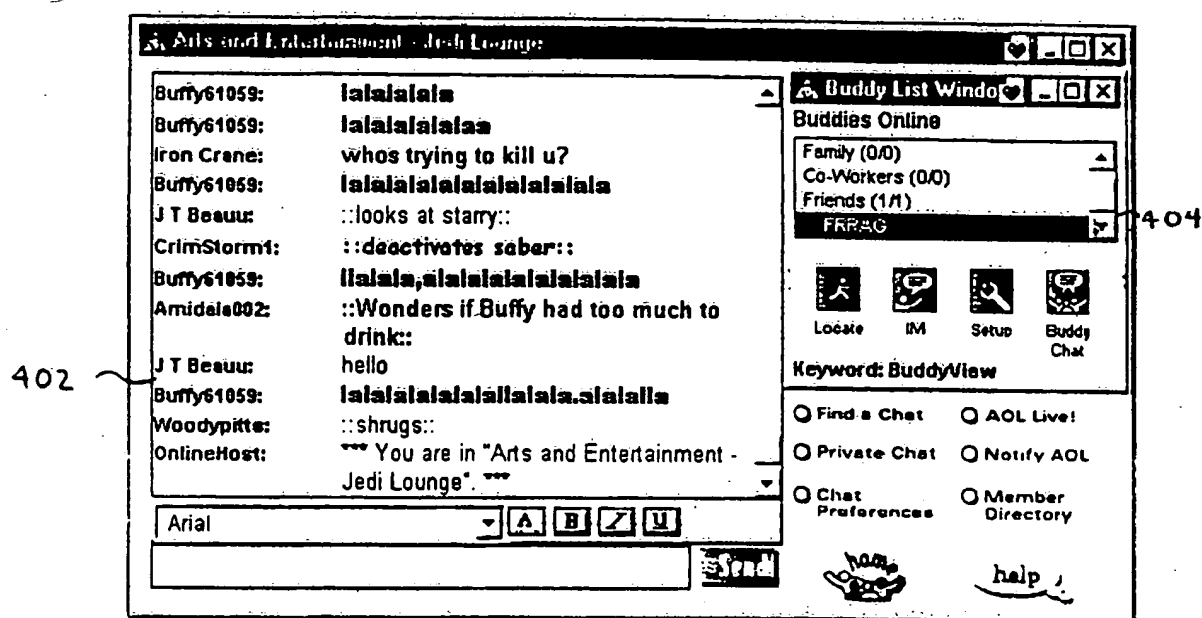 Arts and Entertainment - Jedi Lounge
Buffy61059: lalalalala
Buffy61059: lalalalalalaa
Iron Crane: whos trying to kill u?
Buffy61059: lalalalalalalalalalalala
J T Beauu: ::looks at starry::
CrimStorm1: ::deactivates saber::
Buffy61059: llalala,alalalalalalalalala
Amidala002: ::Wonders if Buffy had too much to
drink::
J T Beauu: hello
Buffy61059: lalalalalalalallalala.alalalla
Woodypitte: ::shrugs::
OnlineHost: *** You are in "Arts and Entertainment -
Jedi Lounge". ***
Arial
A B I U
Send
Buddy List Windo
Buddies Online
Family (0/0)
Co-Workers (0/0)
Friends (1/1)
FRRAG
Locate IM Setup Buddy
Chat
Keyword: BuddyView
Find a Chat AOL Live!
Private Chat Notify AOL
Chat Member
Preferences Directory
home help
402
404